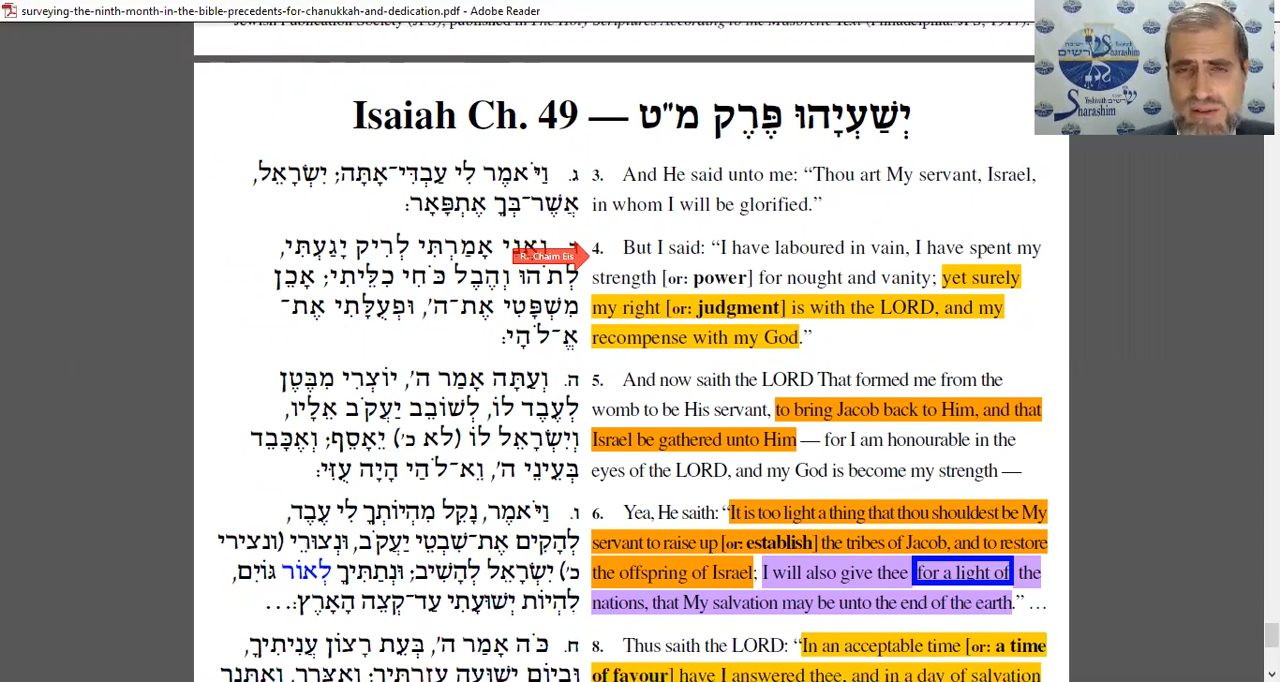 surveying-the-ninth-month-in-the-bible-precedents-for-chanukkah-and-dedication.pdf - Adobe Reader
Isaiah Ch. 49 — יְשַׁעְיָהוּ פֶּרֶק מ"ט
3. And He said unto me: “Thou art My servant, Israel,
in whom I will be glorified.”
ג. וַיֹּאמֶר לִי עַבְדִּי־אָתָּה; יִשְׂרָאֵל,
אֲשֶׁר־בְּךָ אֶתְפָּאָר:
4. But I said: “I have laboured in vain, I have spent my
strength [or: power] for nought and vanity; yet surely
my right [or: judgment] is with the LORD, and my
recompense with my God.”
R. Chaim Eis
וַאֲנִי אָמַרְתִּי לְרִיק יָגַעְתִּי,
לְתֹהוּ וְהֶבֶל כֹּחִי כִלֵּיתִי; אָכֵן
מִשְׁפָּטִי אֶת־ה', וּפְעֻלָּתִי אֶת־
אֱ־לֹהָי:
5. And now saith the LORD That formed me from the
womb to be His servant, to bring Jacob back to Him, and that
Israel be gathered unto Him — for I am honourable in the
eyes of the LORD, and my God is become my strength —
ה. וְעַתָּה אָמַר ה', יוֹצְרִי מִבֶּטֶן
לְעֶבֶד לוֹ, לְשׁוֹבֵב יַעֲקֹב אֵלָיו,
וְיִשְׂרָאֵל לוֹ (לא כ') יֵאָסֵף; וְאֶכָּבֵד
בְּעֵינֵי ה', וֵא־לֹהַי הָיָה עֻזִּי:
6. Yea, He saith: “It is too light a thing that thou shouldest be My
servant to raise up [or: establish] the tribes of Jacob, and to restore
the offspring of Israel; I will also give thee for a light of the
nations, that My salvation may be unto the end of the earth.” …
ו. וַיֹּאמֶר, נָקֵל מִהְיוֹתְךָ לִי עֶבֶד,
לְהָקִים אֶת־שִׁבְטֵי יַעֲקֹב, וּנְצוּרֵי (ונצירי
כ') יִשְׂרָאֵל לְהָשִׁיב; וּנְתַתִּיךָ לְאוֹר גּוֹיִם,
לִהְיוֹת יְשׁוּעָתִי עַד־קְצֵה הָאָרֶץ:…
8. Thus saith the LORD: “In an acceptable time [or: a time
of favour] have I answered thee, and in a day of salvation
ח. כֹּה אָמַר ה', בְּעֵת רָצוֹן עֲנִיתִיךָ,
וּבְיוֹם יְשׁוּעָה עֲזַרְתִּיךָ; וְאֶצָּרְךָ, וְאֶתֶּנְךָ
Yeshivath
Sharashim
שרשים